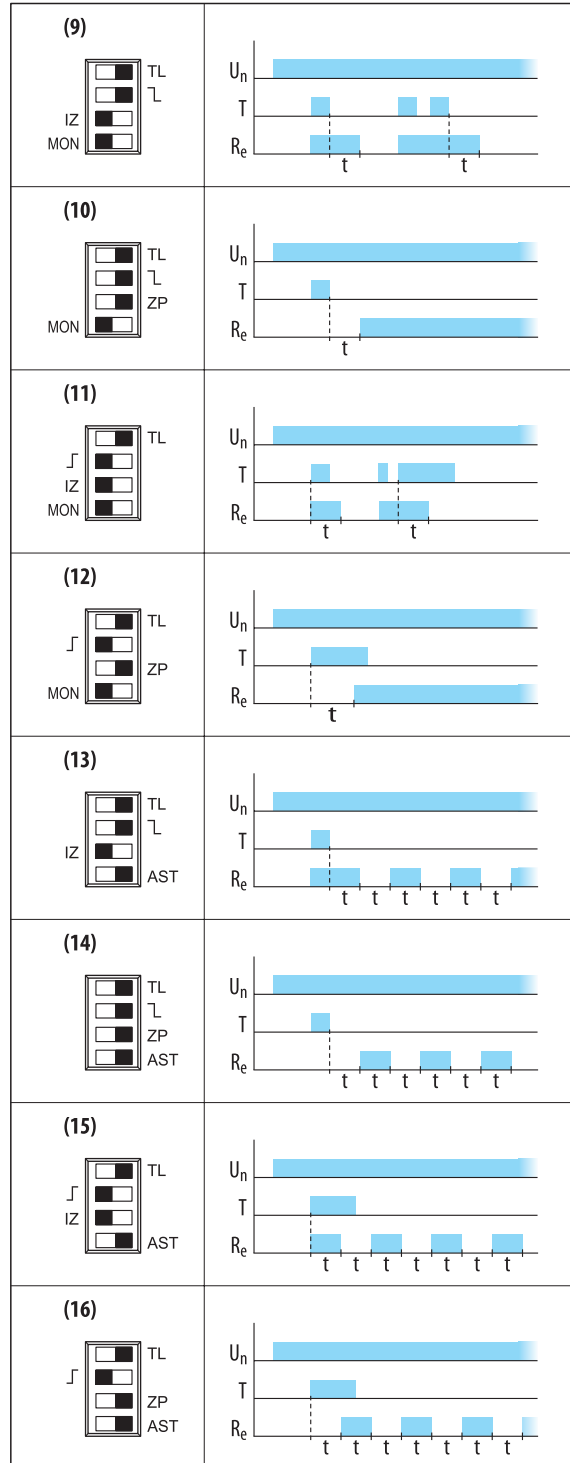 (9)
TL
IZ
MON
Un
T
Re
t t
(10)
TL
ZP
MON
Un
T
Re
t
(11)
TL
IZ
MON
Un
T
Re
t t
(12)
TL
ZP
MON
Un
T
Re
t
(13)
TL
IZ
AST
Un
T
Re
t t t t t t
(14)
TL
ZP
AST
Un
T
Re
t t t t t t
(15)
TL
IZ
AST
Un
T
Re
t t t t t t t
(16)
TL
ZP
AST
Un
T
Re
t t t t t t t